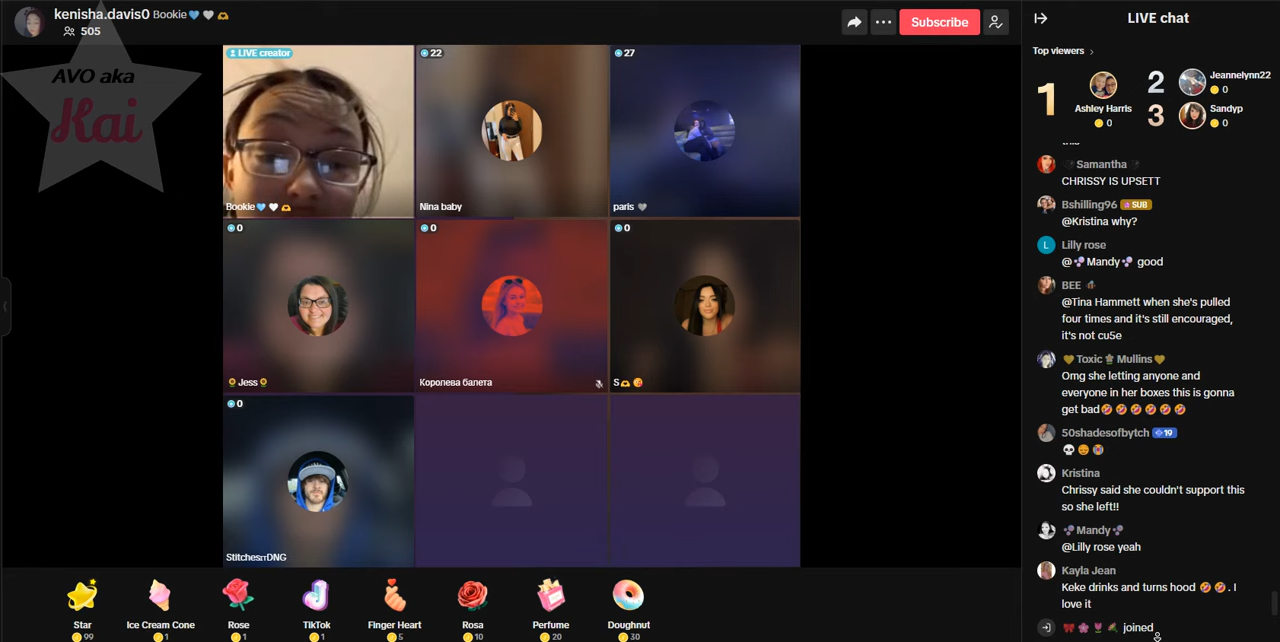 kenisha.davis0 Bookie🩵🤍🫶
505
Subscribe
AVO aka
Kai
LIVE creator
Bookie🩵🤍🫶
22
Nina baby
27
paris🩶
0
🌻Jess🌻
0
Королева балета
0
S🫶😘
0
StitchesπDNG
Star
99
Ice Cream Cone
1
Rose
1
TikTok
1
Finger Heart
5
Rosa
10
Perfume
20
Doughnut
30
LIVE chat
Top viewers
1
Ashley Harris
0
2
Jeannelynn22
0
3
Sandyp
0
Samantha
CHRISSY IS UPSETT
Bshilling96 SUB
@Kristina why?
L
Lilly rose
@Mandy good
BEE
@Tina Hammett when she's pulled
four times and it's still encouraged,
it's not cu5e
Toxic Mullins
Omg she letting anyone and
everyone in her boxes this is gonna
get bad🤣🤣🤣🤣🤣🤣
50shadesofbytch 19
Kristina
Chrissy said she couldn't support this
so she left!!
Mandy
@Lilly rose yeah
Kayla Jean
Keke drinks and turns hood 🤣🤣. I
love it
joined